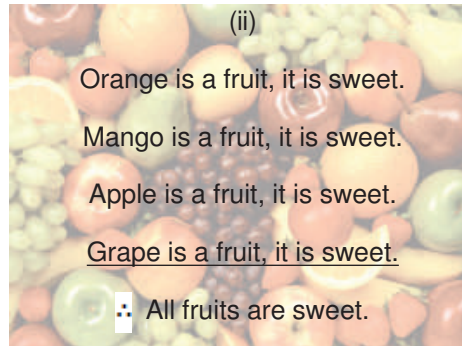 (ii)
Orange is a fruit, it is sweet.
Mango is a fruit, it is sweet.
Apple is a fruit, it is sweet.
Grape is a fruit, it is sweet.
∴ All fruits are sweet.